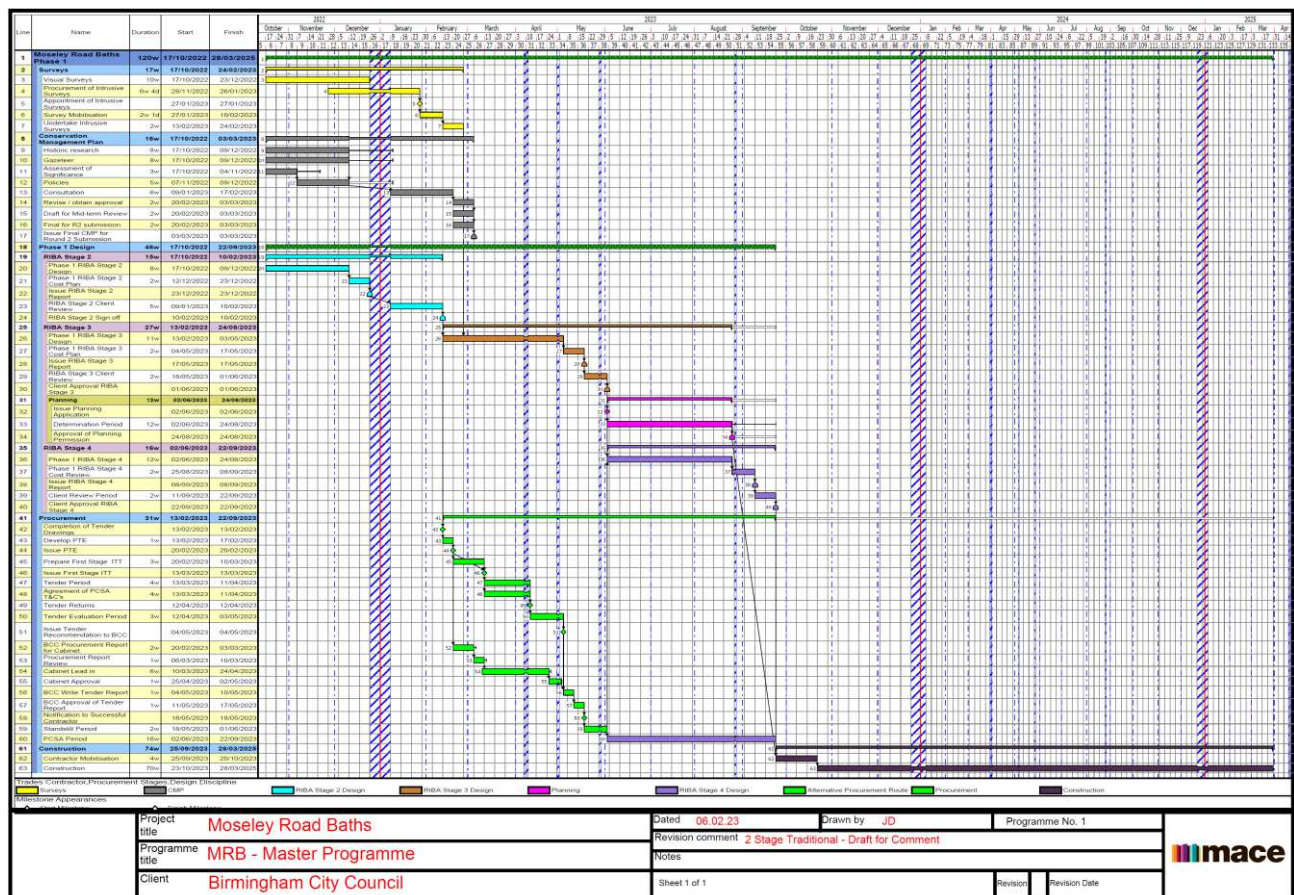 2022 2023 2024 2025
October November December January February March April May June July August September October November December Jan Feb Mar Apr May Jun Jul Aug Sep Oct Nov Dec Jan Feb Mar Apr
Line Name Duration Start Finish
1 Moseley Road Baths Phase 1 120w 17/10/2022 28/03/2025
2 Surveys 17w 17/10/2022 24/02/2023
3 Visual Surveys 10w 17/10/2022 23/12/2022
4 Procurement of Intrusive Surveys 8w 4d 29/11/2022 26/01/2023
5 Appointment of Intrusive Surveys 27/01/2023 27/01/2023
6 Survey Mobilisation 2w 1d 27/01/2023 10/02/2023
7 Undertake Intrusive Surveys 2w 13/02/2023 24/02/2023
8 Conservation Management Plan 18w 17/10/2022 03/03/2023
9 Historic research 8w 17/10/2022 09/12/2022
10 Gazeteer 8w 17/10/2022 09/12/2022
11 Assessment of Significance 3w 17/10/2022 04/11/2022
12 Policies 5w 07/11/2022 09/12/2022
13 Consultation 6w 09/01/2023 17/02/2023
14 Revise / obtain approval 2w 20/02/2023 03/03/2023
15 Draft for Mid-term Review 2w 20/02/2023 03/03/2023
16 Final for R2 submission 2w 20/02/2023 03/03/2023
17 Issue Final CMP for Round 2 Submission 03/03/2023 03/03/2023
18 Phase 1 Design 46w 17/10/2022 22/09/2023
19 RIBA Stage 2 15w 17/10/2022 10/02/2023
20 Phase 1 RIBA Stage 2 Design 8w 17/10/2022 09/12/2022
21 Phase 1 RIBA Stage 2 Cost Plan 2w 12/12/2022 23/12/2022
22 Issue RIBA Stage 2 Report 23/12/2022 23/12/2022
23 RIBA Stage 2 Client Review 5w 09/01/2023 10/02/2023
24 RIBA Stage 2 Sign off 10/02/2023 10/02/2023
25 RIBA Stage 3 27w 13/02/2023 24/08/2023
26 Phase 1 RIBA Stage 3 Design 11w 13/02/2023 03/05/2023
27 Phase 1 RIBA Stage 3 Cost Plan 2w 04/05/2023 17/05/2023
28 Issue RIBA Stage 3 Report 17/05/2023 17/05/2023
29 RIBA Stage 3 Client Review 2w 18/05/2023 01/06/2023
30 Client Approval RIBA Stage 3 01/06/2023 01/06/2023
31 Planning 12w 02/06/2023 24/08/2023
32 Issue Planning Application 02/06/2023 02/06/2023
33 Determination Period 12w 02/06/2023 24/08/2023
34 Approval of Planning Permission 24/08/2023 24/08/2023
35 RIBA Stage 4 16w 02/06/2023 22/09/2023
36 Phase 1 RIBA Stage 4 12w 02/06/2023 24/08/2023
37 Phase 1 RIBA Stage 4 Cost Review 2w 25/08/2023 08/09/2023
38 Issue RIBA Stage 4 Report 08/09/2023 08/09/2023
39 Client Review Period 2w 11/09/2023 22/09/2023
40 Client Approval RIBA Stage 4 22/09/2023 22/09/2023
41 Procurement 31w 13/02/2023 22/09/2023
42 Completion of Tender Drawings 13/02/2023 13/02/2023
43 Develop PTE 1w 13/02/2023 17/02/2023
44 Issue PTE 20/02/2023 20/02/2023
45 Prepare First Stage ITT 3w 20/02/2023 10/03/2023
46 Issue First Stage ITT 13/03/2023 13/03/2023
47 Tender Period 4w 13/03/2023 11/04/2023
48 Agreement of PCSA T&C's 4w 13/03/2023 11/04/2023
49 Tender Returns 12/04/2023 12/04/2023
50 Tender Evaluation Period 3w 12/04/2023 03/05/2023
51 Issue Tender Recommendation to BCC 04/05/2023 04/05/2023
52 BCC Procurement Report for Cabinet 2w 20/02/2023 03/03/2023
53 Procurement Report Review 1w 06/03/2023 10/03/2023
54 Cabinet Lead in 6w 10/03/2023 24/04/2023
55 Cabinet Approval 1w 25/04/2023 02/05/2023
56 BCC Write Tender Report 1w 04/05/2023 10/05/2023
57 BCC Approval of Tender Report 1w 11/05/2023 17/05/2023
58 Notification to Successful Contractor 18/05/2023 18/05/2023
59 Standstill Period 2w 18/05/2023 01/06/2023
60 PCSA Period 16w 02/06/2023 22/09/2023
61 Construction 74w 25/09/2023 28/03/2025
62 Contractor Mobilisation 4w 25/09/2023 20/10/2023
63 Construction 70w 23/10/2023 28/03/2025
Trades Contractor,Procurement Stages,Design Discipline
Surveys CMP RIBA Stage 2 Design RIBA Stage 3 Design Planning RIBA Stage 4 Design Alternative Procurement Route Procurement Construction
Milestone Appearances
Project title Moseley Road Baths
Programme title MRB - Master Programme
Client Birmingham City Council
Dated 06.02.23 Drawn by JD Programme No. 1
Revision comment 2 Stage Traditional - Draft for Comment
Notes
Sheet 1 of 1 Revision Revision Date
mace